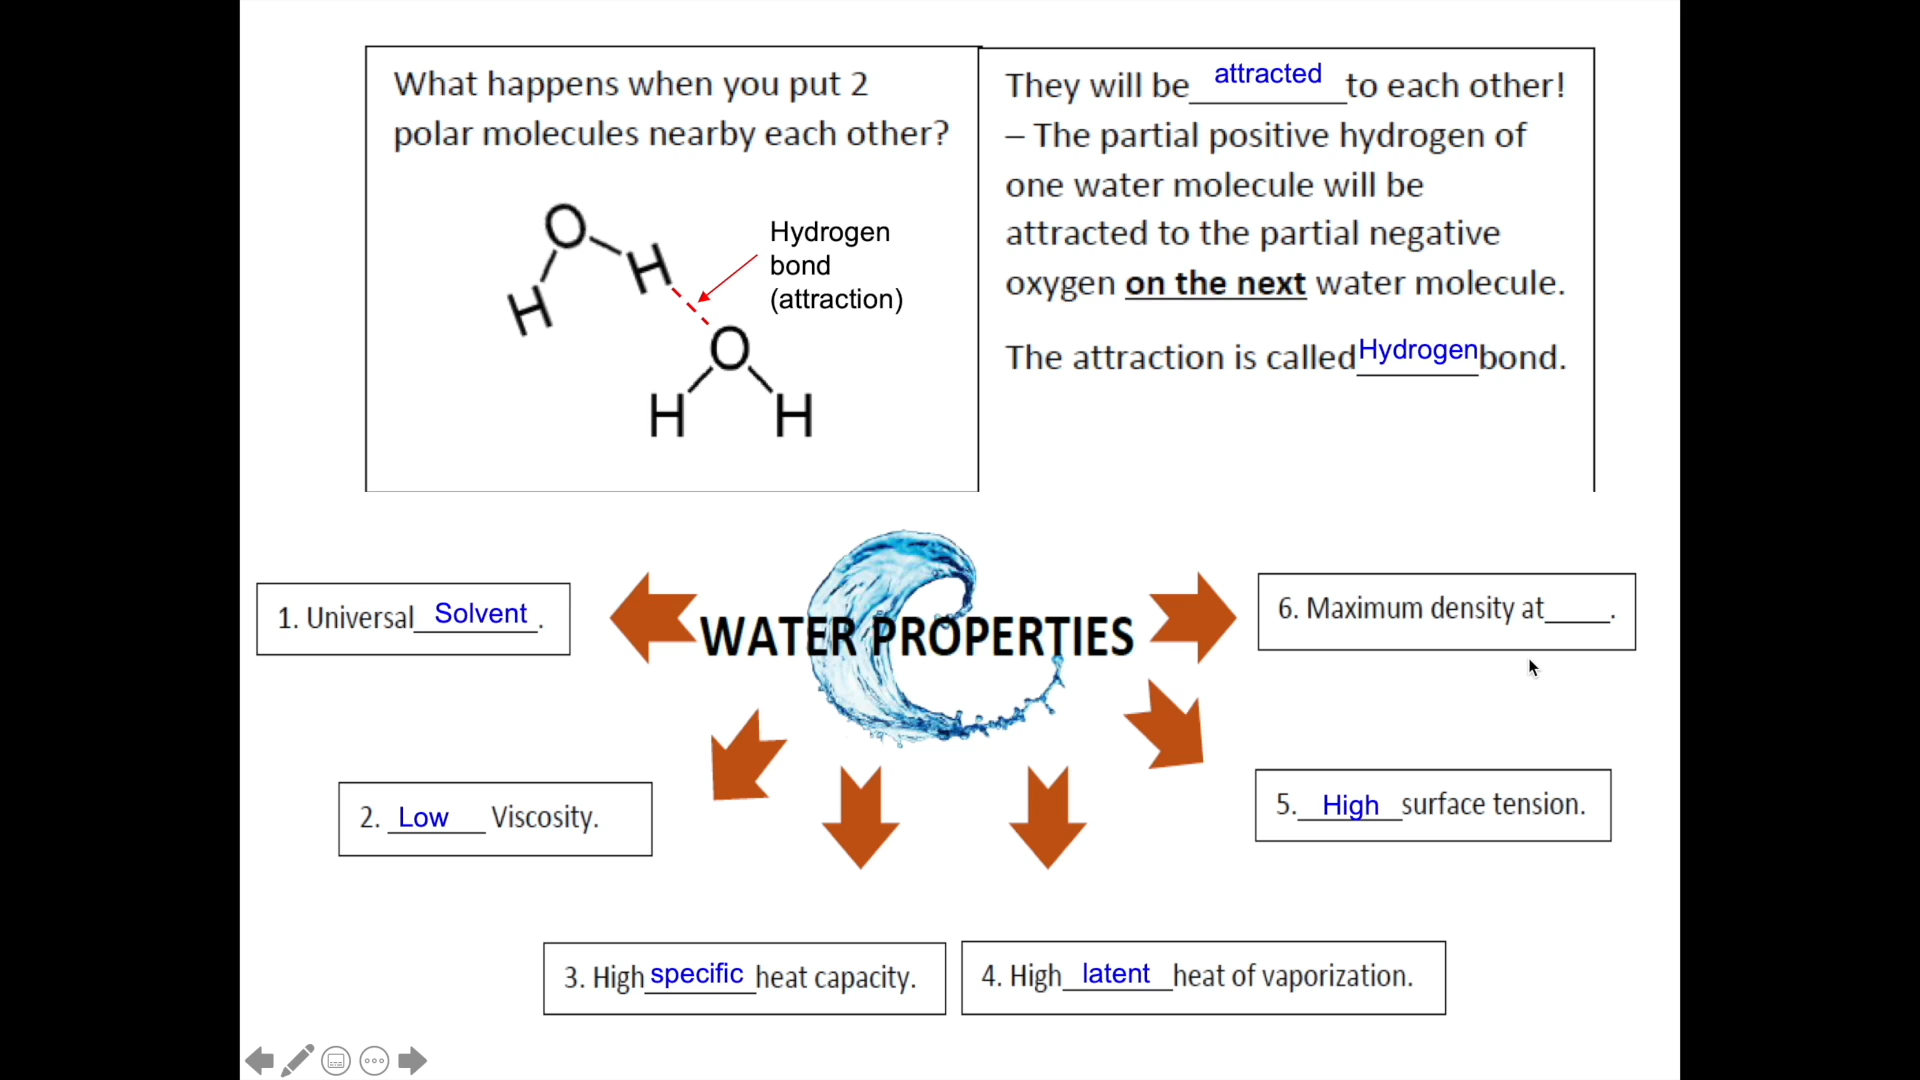 What happens when you put 2
polar molecules nearby each other?
O
H
H
Hydrogen
bond
(attraction)
O
H H
They will be attracted to each other!
– The partial positive hydrogen of
one water molecule will be
attracted to the partial negative
oxygen on the next water molecule.
The attraction is called Hydrogen bond.
WATER PROPERTIES
1. Universal Solvent.
2. Low Viscosity.
3. High specific heat capacity.
4. High latent heat of vaporization.
5. High surface tension.
6. Maximum density at_____.